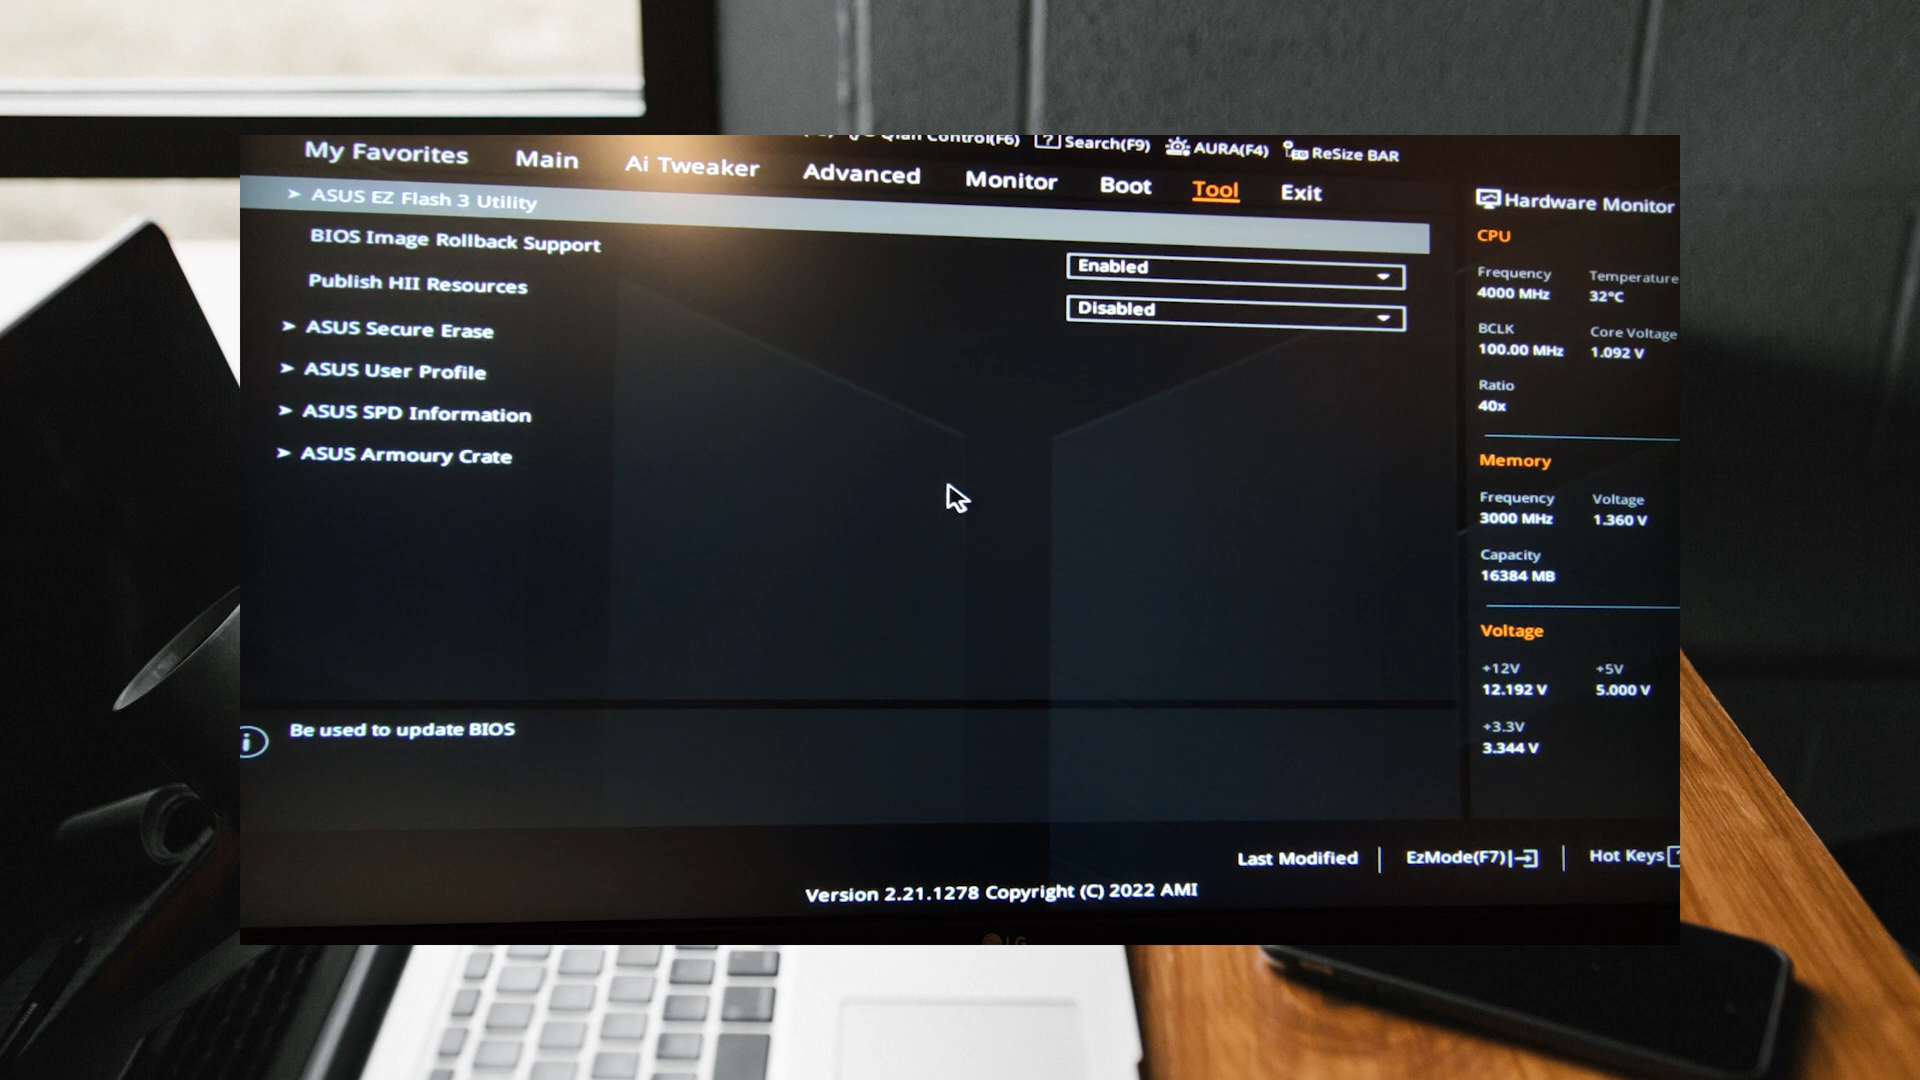 Search(F9) AURA(F4) ReSize BAR
My Favorites Main Ai Tweaker Advanced Monitor Boot Tool Exit
ASUS EZ Flash 3 Utility
BIOS Image Rollback Support Enabled
Publish HII Resources Disabled
ASUS Secure Erase
ASUS User Profile
ASUS SPD Information
ASUS Armoury Crate
Be used to update BIOS
Hardware Monitor
CPU
Frequency Temperature
4000 MHz 32°C
BCLK Core Voltage
100.00 MHz 1.092 V
Ratio
40x
Memory
Frequency Voltage
3000 MHz 1.360 V
Capacity
16384 MB
Voltage
+12V +5V
12.192 V 5.000 V
+3.3V
3.344 V
Last Modified EzMode(F7) Hot Keys
Version 2.21.1278 Copyright (C) 2022 AMI